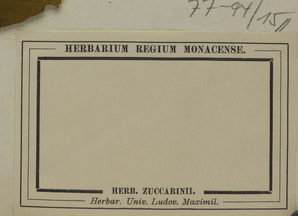 77-94/15
HERBARIUM REGIUM MONACENSE.
HERB. ZUCCARINII.
Herbar. Univ. Ludov. Maximil.